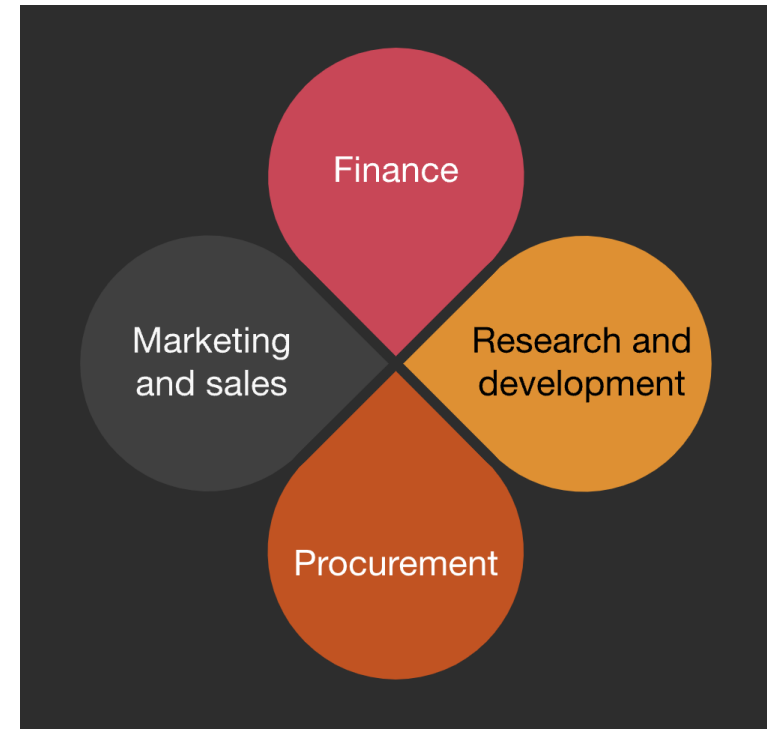 Finance
Marketing
and sales
Research and
development
Procurement